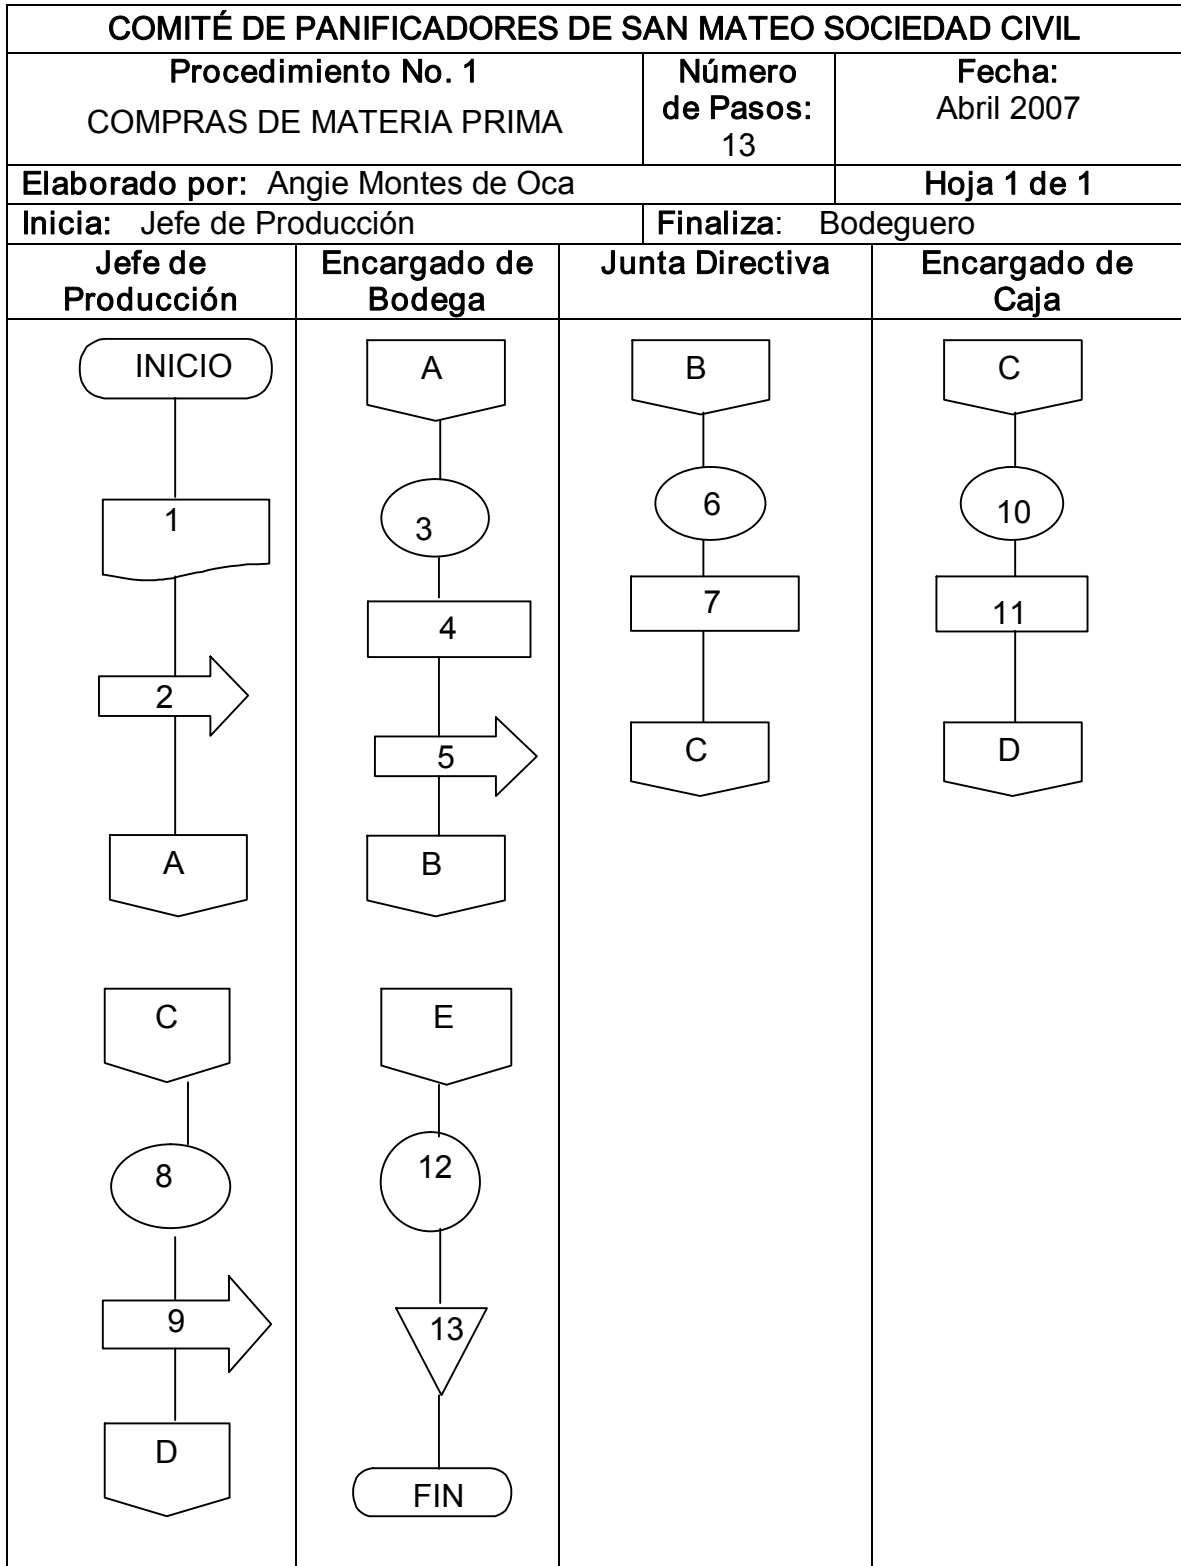 COMITÉ DE PANIFICADORES DE SAN MATEO SOCIEDAD CIVIL
Procedimiento No. 1
COMPRAS DE MATERIA PRIMA
Número
de Pasos:
13
Fecha:
Abril 2007
Elaborado por: Angie Montes de Oca
Hoja 1 de 1
Inicia: Jefe de Producción
Finaliza: Bodeguero
Jefe de
Producción
Encargado de
Bodega
Junta Directiva
Encargado de
Caja
INICIO
1
2
A
C
8
9
D
A
3
4
5
B
E
12
13
FIN
B
6
7
C
C
10
11
D